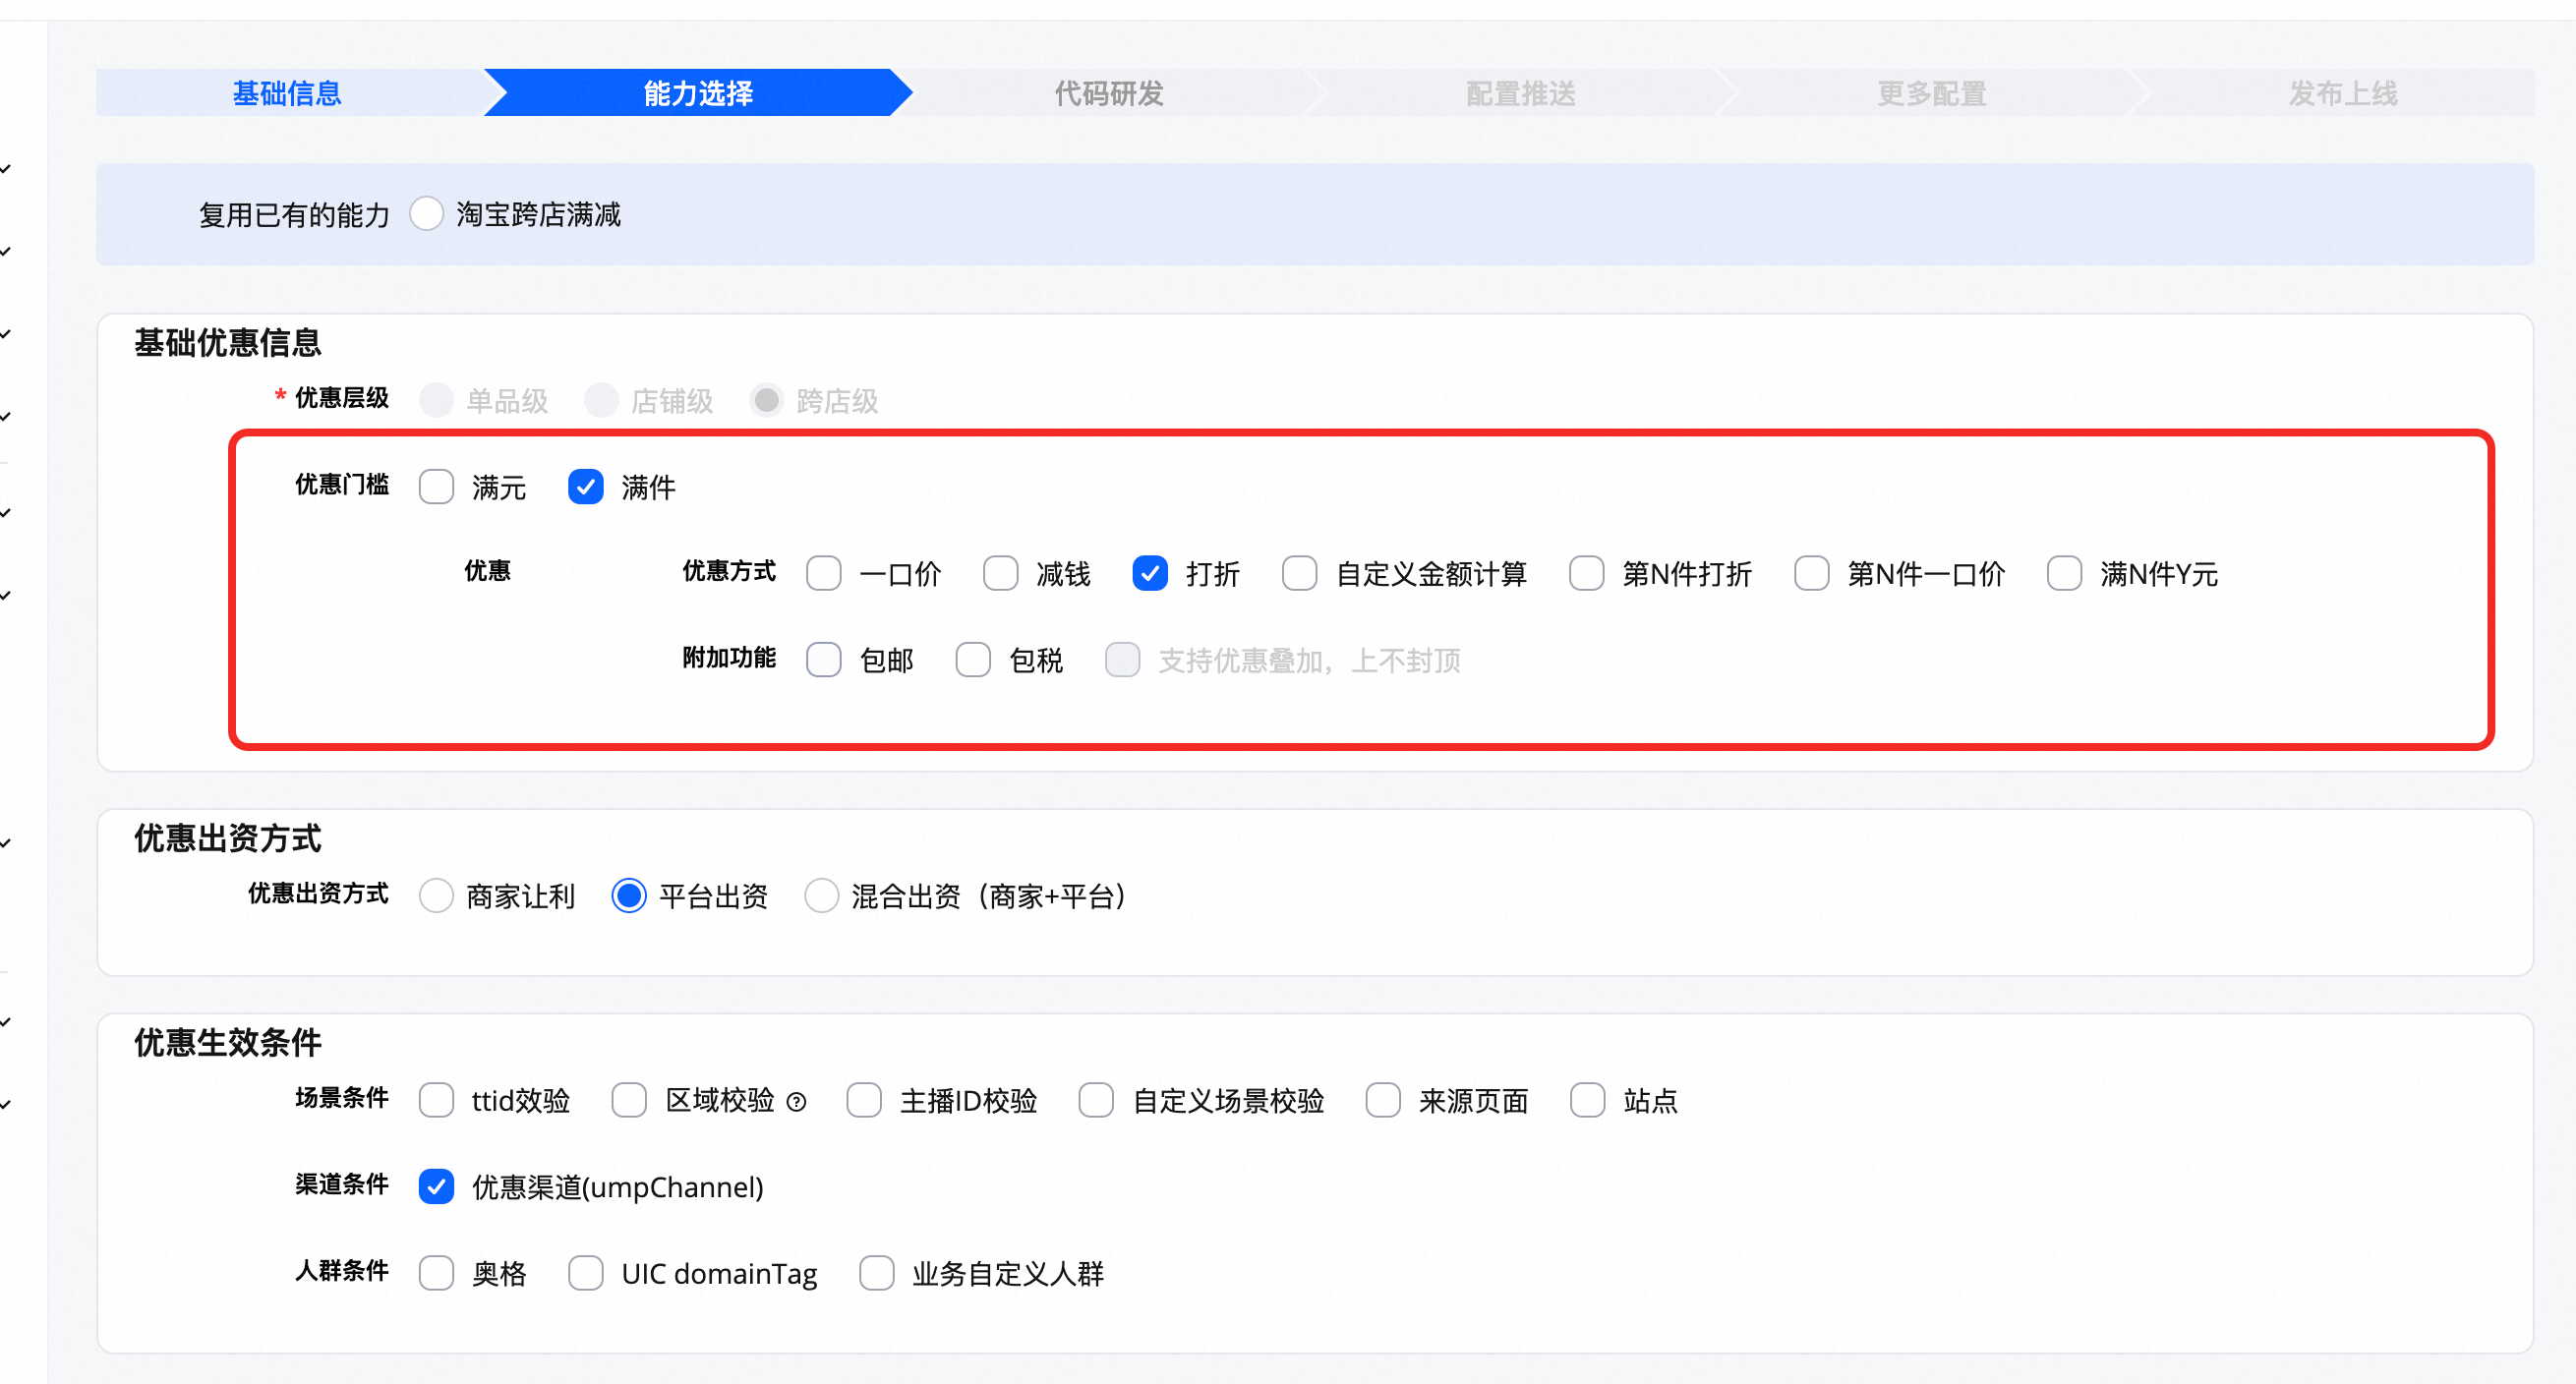 基础信息 能力选择 代码研发 配置推送 更多配置 发布上线
复用已有的能力 淘宝跨店满减
基础优惠信息
* 优惠层级 单品级 店铺级 跨店级
优惠门槛 满元 满件
优惠 优惠方式 一口价 减钱 打折 自定义金额计算 第N件打折 第N件一口价 满N件Y元
附加功能 包邮 包税 支持优惠叠加，上不封顶
优惠出资方式
优惠出资方式 商家让利 平台出资 混合出资（商家+平台）
优惠生效条件
场景条件 ttid效验 区域校验 主播ID校验 自定义场景校验 来源页面 站点
渠道条件 优惠渠道(umpChannel)
人群条件 奥格 UIC domainTag 业务自定义人群